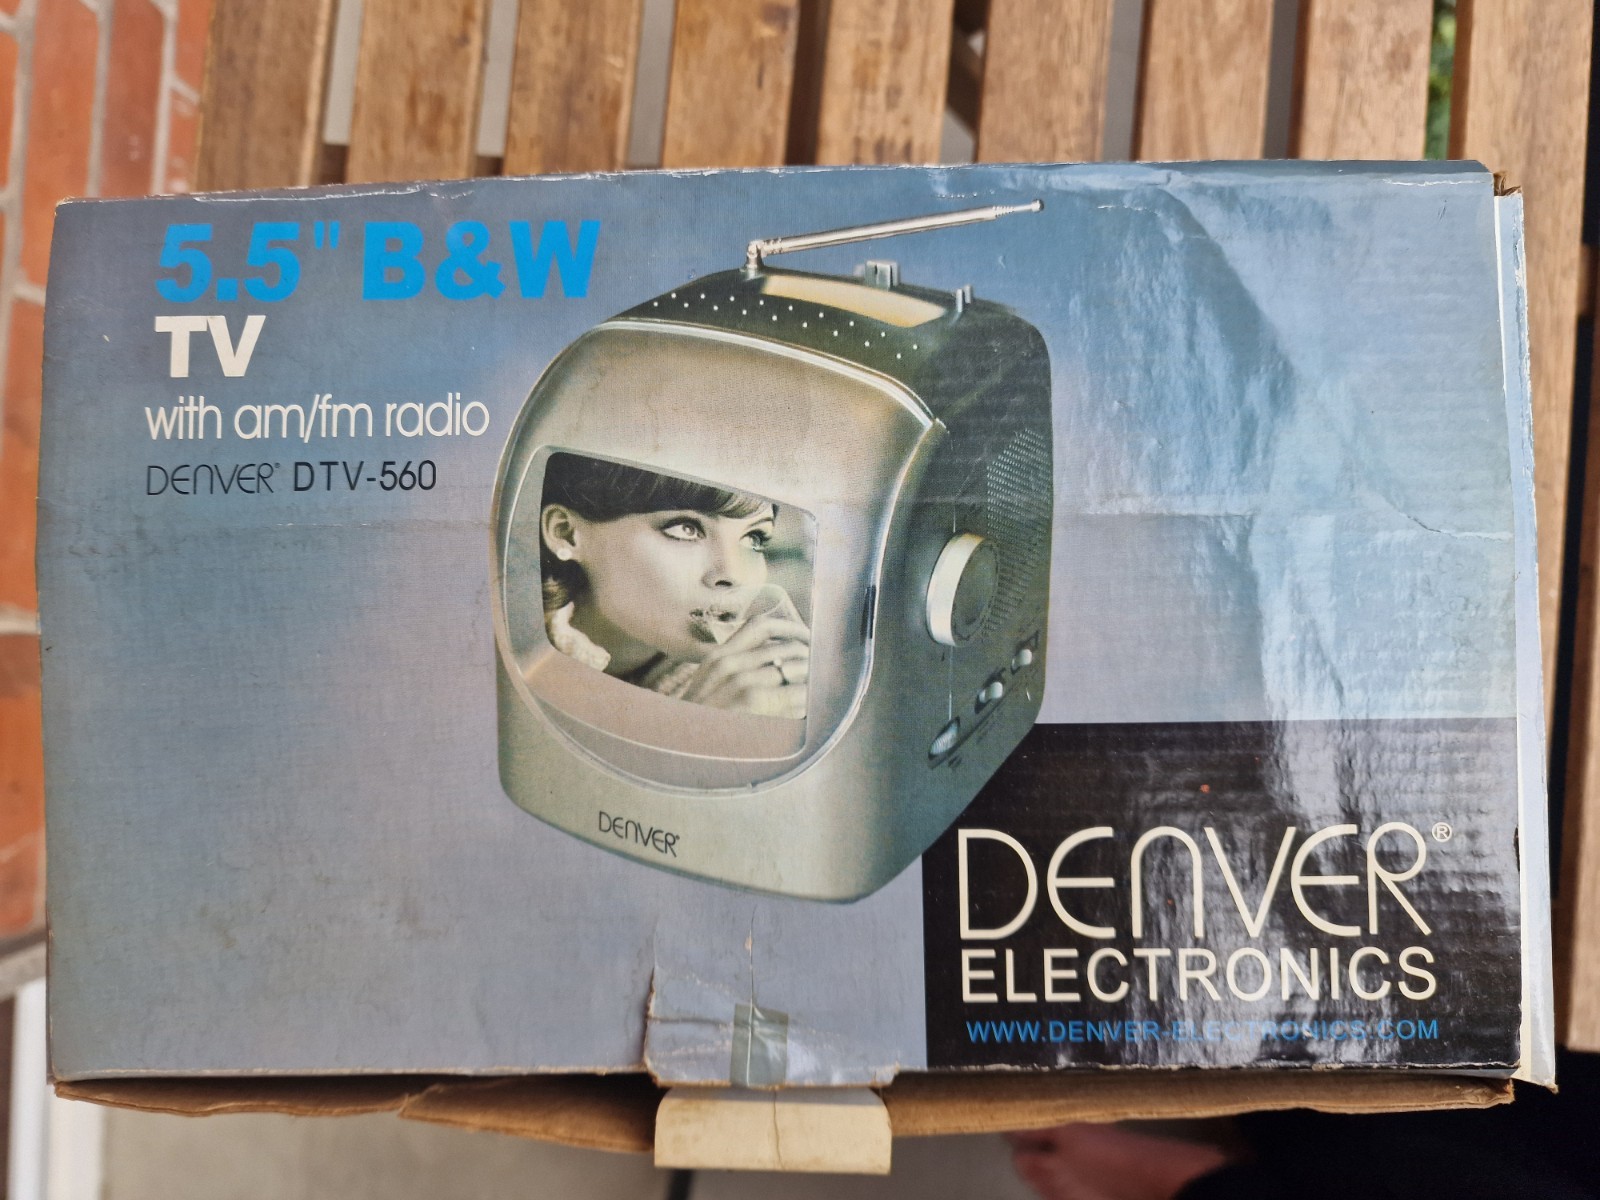 5.5" B&W
TV
with am/fm radio
DENVER® DTV-560
DENVER®
DENVER®
ELECTRONICS
WWW.DENVER-ELECTRONICS.COM